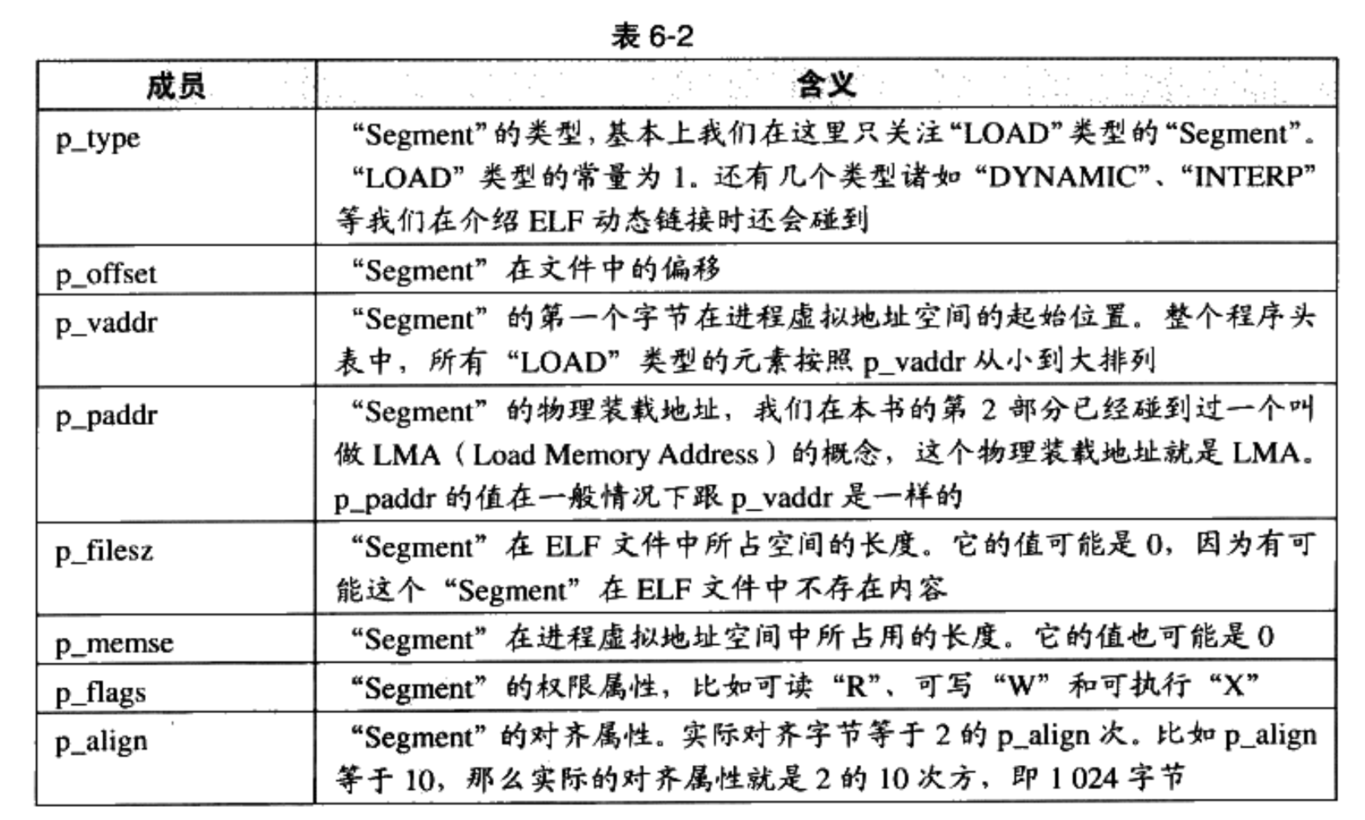 表 6-2
成员
含义
p_type
“Segment”的类型,基本上我们在这里只关注“LOAD”类型的“Segment”。
“LOAD”类型的常量为 1。还有几个类型诸如“DYNAMIC”、“INTERP”
等我们在介绍 ELF 动态链接时还会碰到
p_offset
“Segment”在文件中的偏移
p_vaddr
“Segment”的第一个字节在进程虚拟地址空间的起始位置。整个程序头
表中，所有“LOAD”类型的元素按照 p_vaddr 从小到大排列
p_paddr
“Segment”的物理装载地址，我们在本书的第 2 部分已经碰到过一个叫
做 LMA（Load Memory Address）的概念，这个物理装载地址就是 LMA。
p_paddr 的值在一般情况下跟 p_vaddr 是一样的
p_filesz
“Segment”在 ELF 文件中所占空间的长度。它的值可能是 0，因为有可
能这个“Segment”在 ELF 文件中不存在内容
p_memse
“Segment”在进程虚拟地址空间中所占用的长度。它的值也可能是 0
p_flags
“Segment”的权限属性，比如可读“R”、可写“W”和可执行“X”
p_align
“Segment”的对齐属性。实际对齐字节等于 2 的 p_align 次。比如 p_align
等于 10，那么实际的对齐属性就是 2 的 10 次方，即 1 024 字节